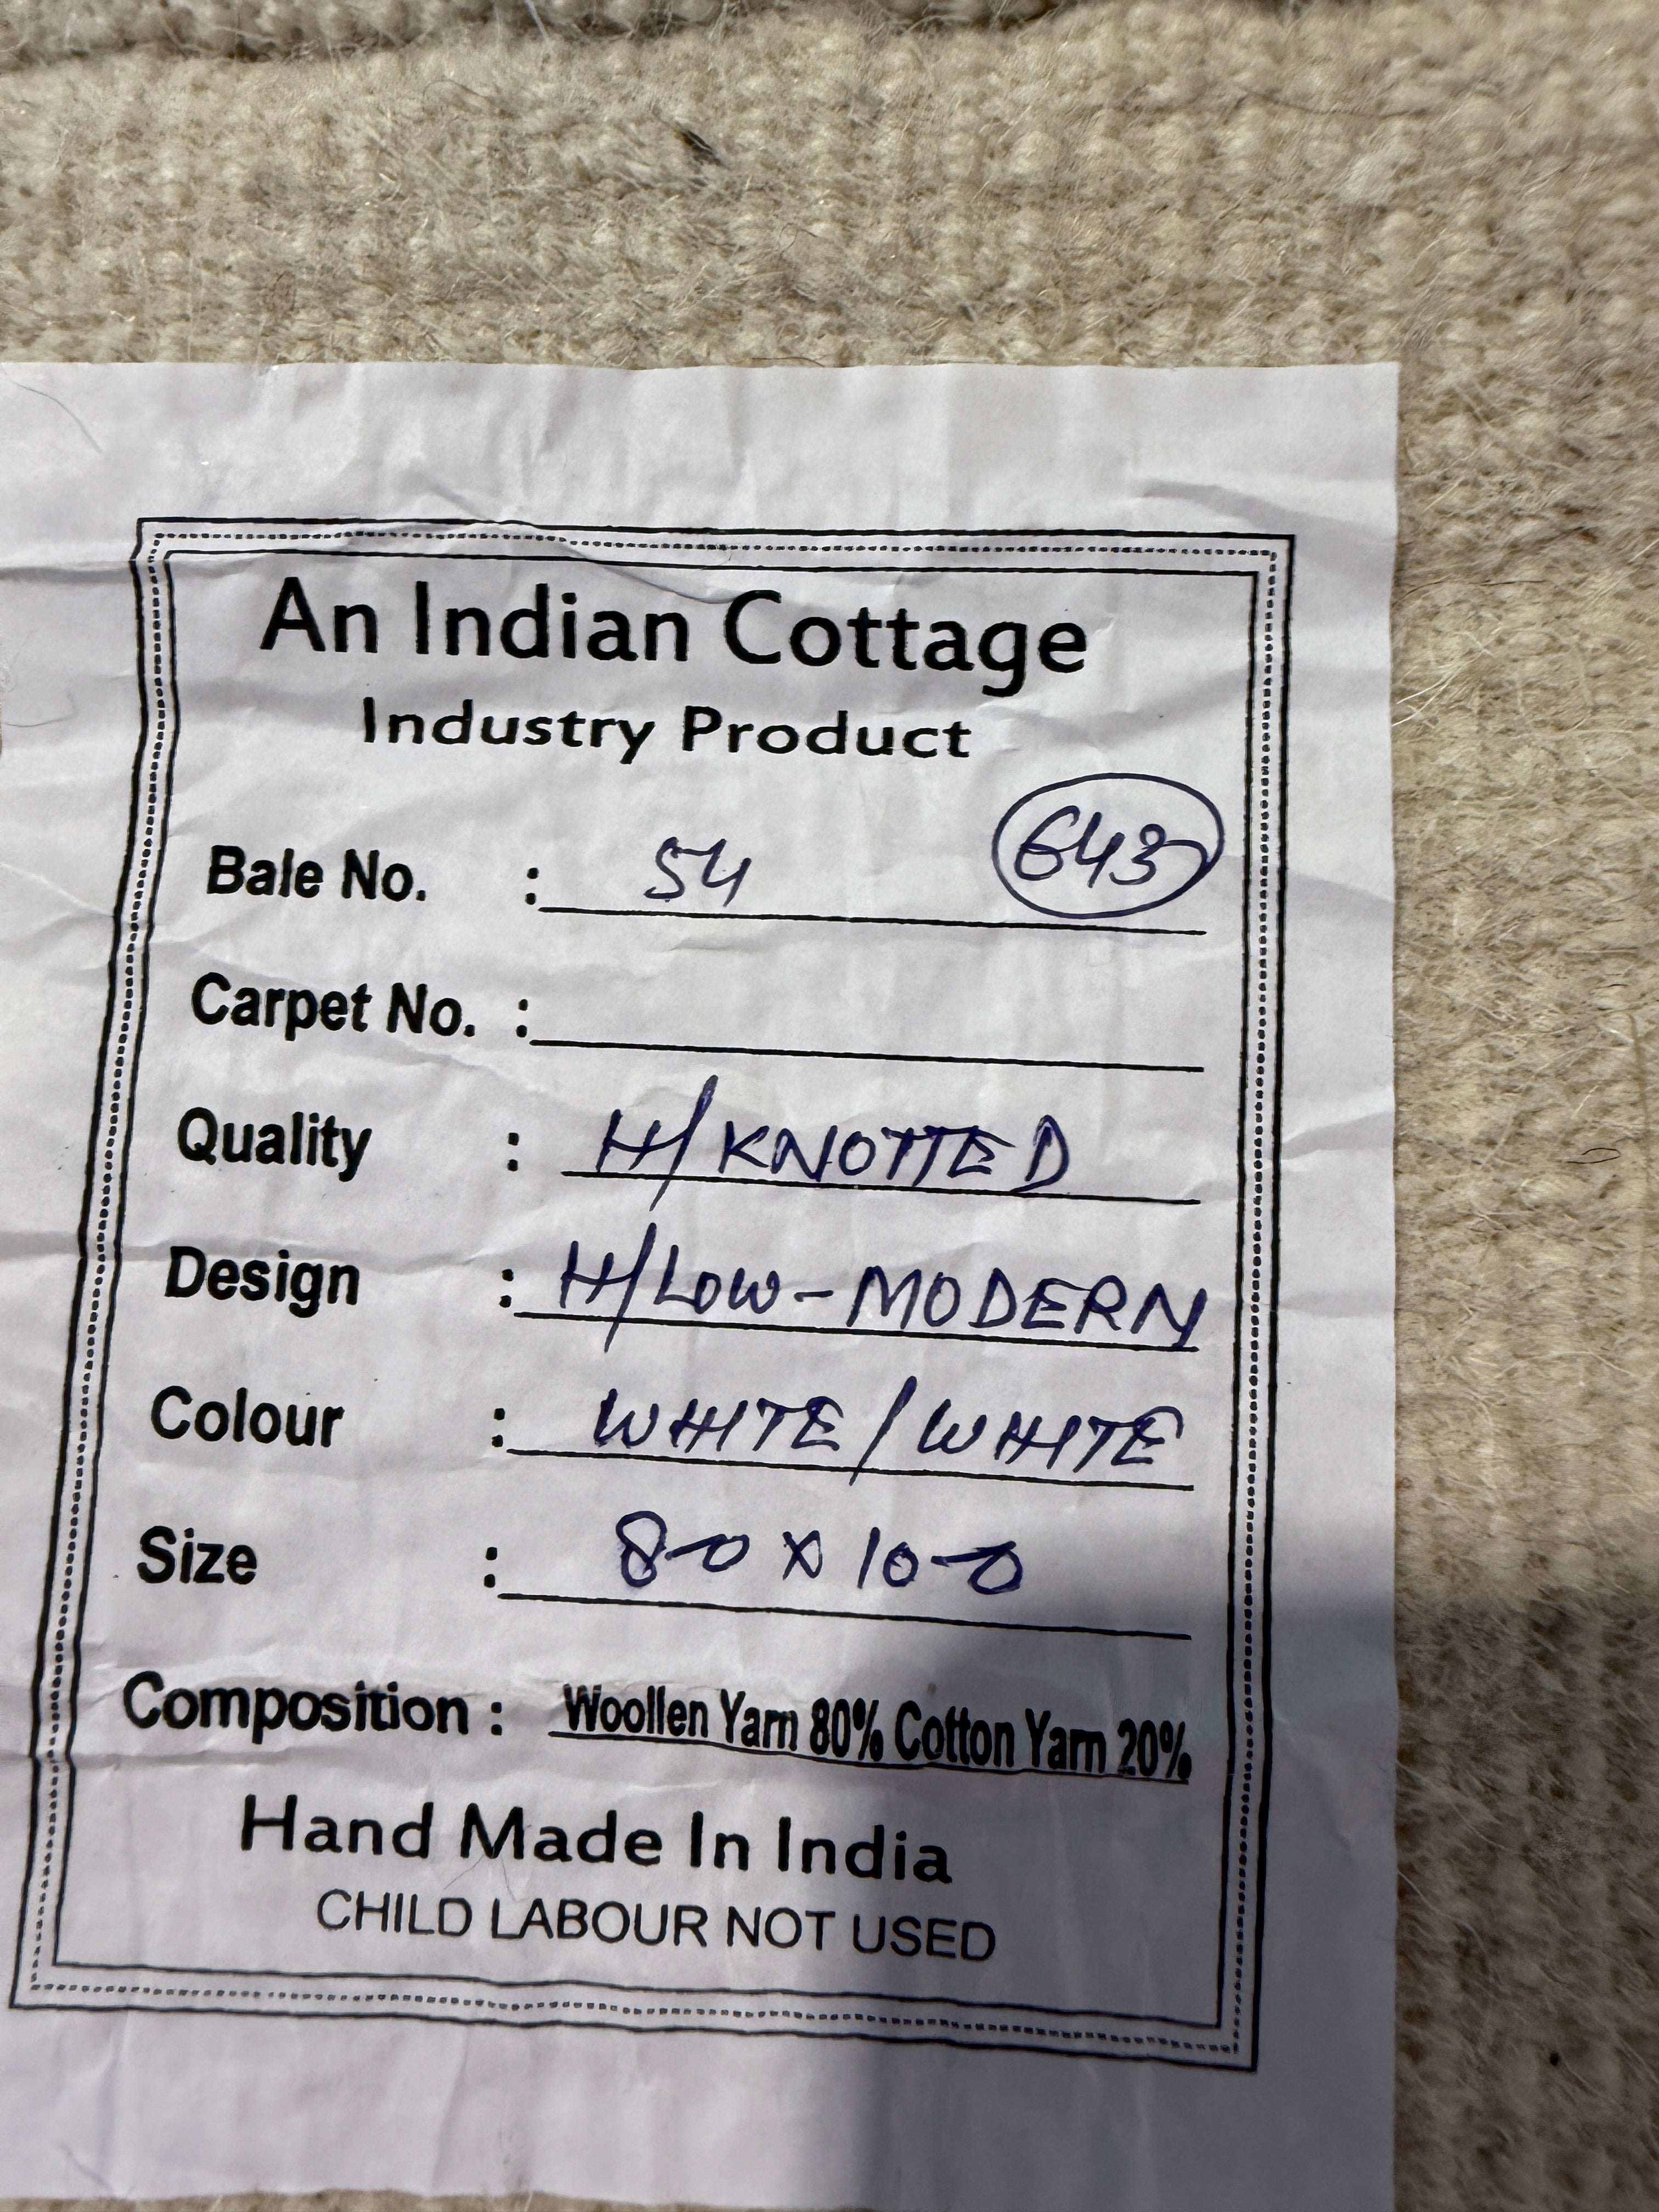 An Indian Cottage
Industry Product
643
Bale No. : 54
Carpet No. :
Quality : H/KNOTTED
Design : H/LOW-MODERN
Colour : WHITE/WHITE
Size : 8-0 x 10-0
Composition : Woollen Yarn 80% Cotton Yarn 20%
Hand Made In India
CHILD LABOUR NOT USED